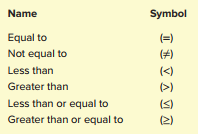 Name Symbol
Equal to (=)
Not equal to (≠)
Less than (<)
Greater than (>)
Less than or equal to (≤)
Greater than or equal to (≥)